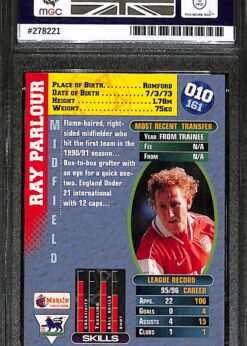 MGC
#278221
PLACE OF BIRTH ROMFORD
DATE OF BIRTH 7/3/73
HEIGHT 1.78M
WEIGHT 75KG
010
161
RAY PARLOUR
MIDFIELD
Flame-haired, right-
sided midfielder who
hit the first team in the
1990/91 season...
Box-to-box grafter with
an eye for a quick one-
two. England Under
21 international
with 12 caps...
MOST RECENT TRANSFER
YEAR FROM TRAINEE
FEE N/A
FROM N/A
LEAGUE RECORD
95/96 CAREER
APPS. 22 106
GOALS 0 4
ASSISTS 4 15
SKILLS
MERLIN